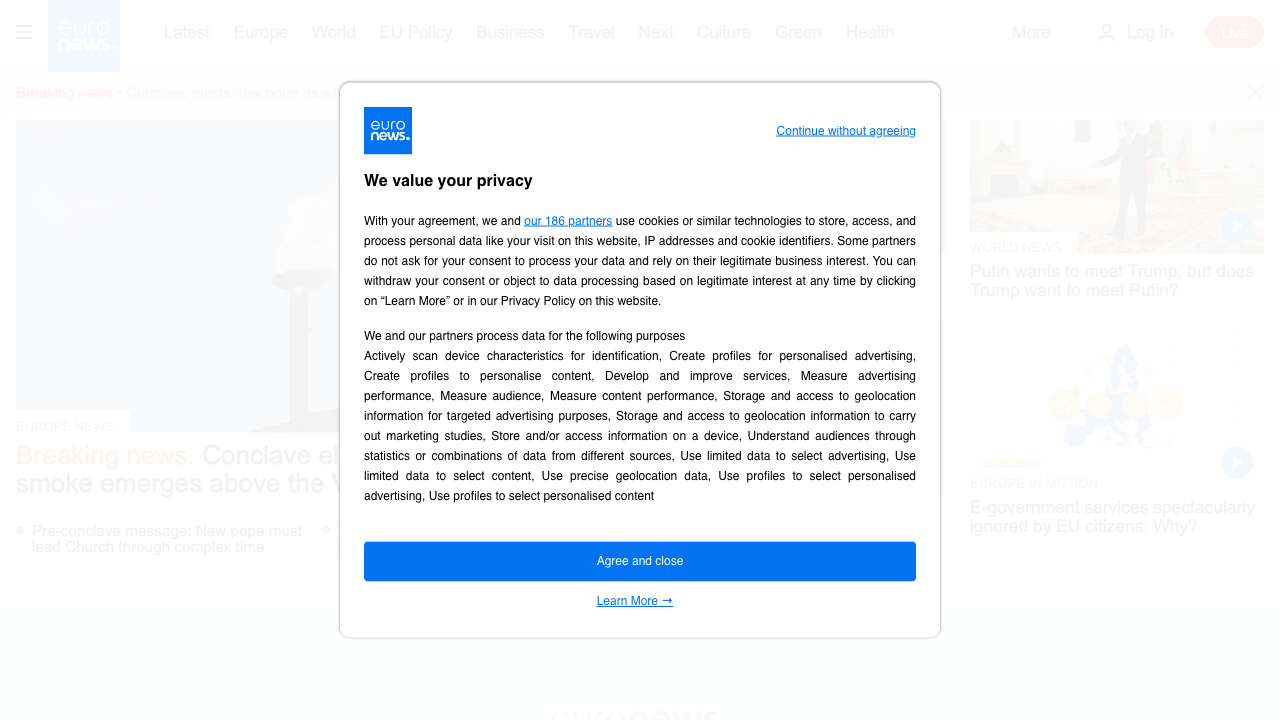 euro
news.
Latest Europe World EU Policy Business Travel Next Culture Green Health More Log In Live
Breaking news • Conclave elects new pope as
euro
news.
Continue without agreeing
We value your privacy
With your agreement, we and our 186 partners use cookies or similar technologies to store, access, and
process personal data like your visit on this website, IP addresses and cookie identifiers. Some partners
do not ask for your consent to process your data and rely on their legitimate business interest. You can
withdraw your consent or object to data processing based on legitimate interest at any time by clicking
on “Learn More” or in our Privacy Policy on this website.
We and our partners process data for the following purposes
Actively scan device characteristics for identification, Create profiles for personalised advertising,
Create profiles to personalise content, Develop and improve services, Measure advertising
performance, Measure audience, Measure content performance, Storage and access to geolocation
information for targeted advertising purposes, Storage and access to geolocation information to carry
out marketing studies, Store and/or access information on a device, Understand audiences through
statistics or combinations of data from different sources, Use limited data to select advertising, Use
limited data to select content, Use precise geolocation data, Use profiles to select personalised
advertising, Use profiles to select personalised content
Agree and close
Learn More →
EUROPE NEWS
Breaking news. Conclave
smoke emerges above the
Pre-conclave message: New pope must
lead Church through complex time
WORLD NEWS
Putin wants to meet Trump, but does
Trump want to meet Putin?
EUROPE IN MOTION
E-government services spectacularly
ignored by EU citizens: Why?
euronews